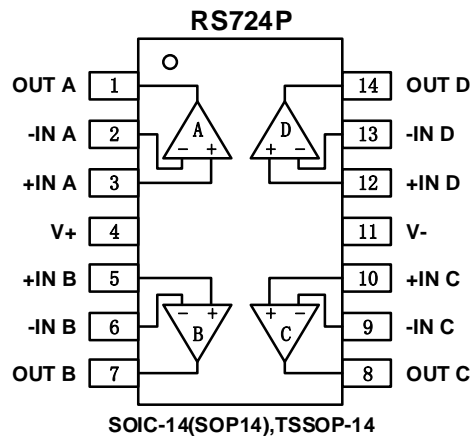 RS724P
OUT A 1 14 OUT D
-IN A 2 A D 13 -IN D
- + + -
+IN A 3 12 +IN D
V+ 4 11 V-
+IN B 5 10 +IN C
- + + -
-IN B 6 B C 9 -IN C
OUT B 7 8 OUT C
SOIC-14(SOP14),TSSOP-14